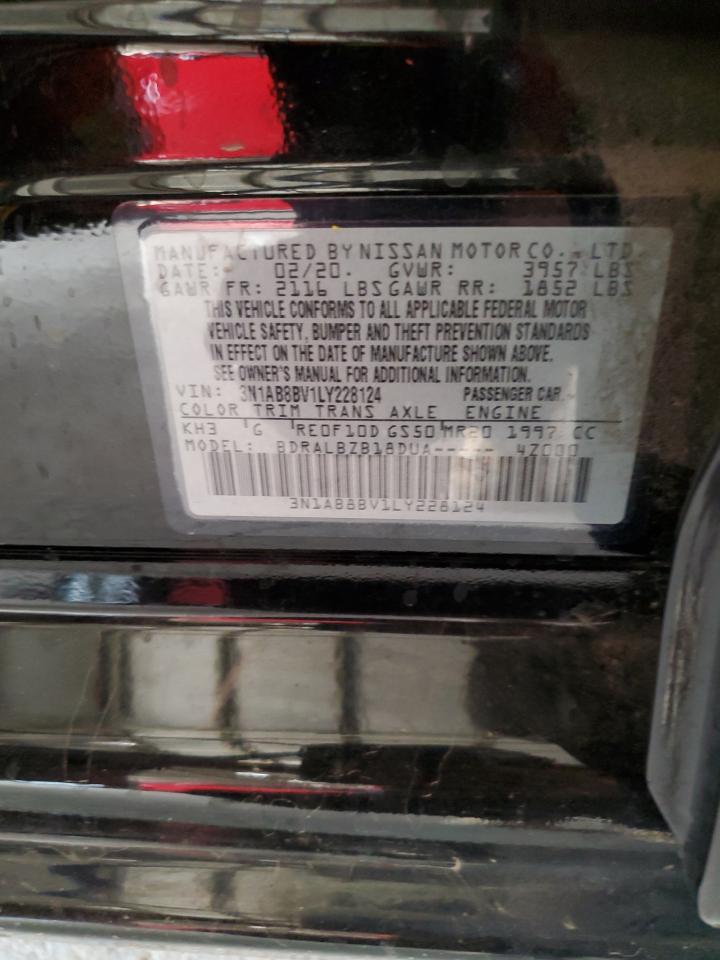 MANUFACTURED BY NISSAN MOTOR CO., LTD
DATE: 02/20. GVWR: 3957 LBS
GAWR FR: 2116 LBS GAWR RR: 1852 LBS
THIS VEHICLE CONFORMS TO ALL APPLICABLE FEDERAL MOTOR
VEHICLE SAFETY, BUMPER AND THEFT PREVENTION STANDARDS
IN EFFECT ON THE DATE OF MANUFACTURE SHOWN ABOVE.
SEE OWNER'S MANUAL FOR ADDITIONAL INFORMATION.
VIN: 3N1AB8BV1LY228124 PASSENGER CAR
COLOR TRIM TRANS AXLE ENGINE
KH3 G RE0F10D GS50 MR20 1997 CC
MODEL: BDRALBZB18DUA----- 4Z000
3N1AB8BV1LY228124